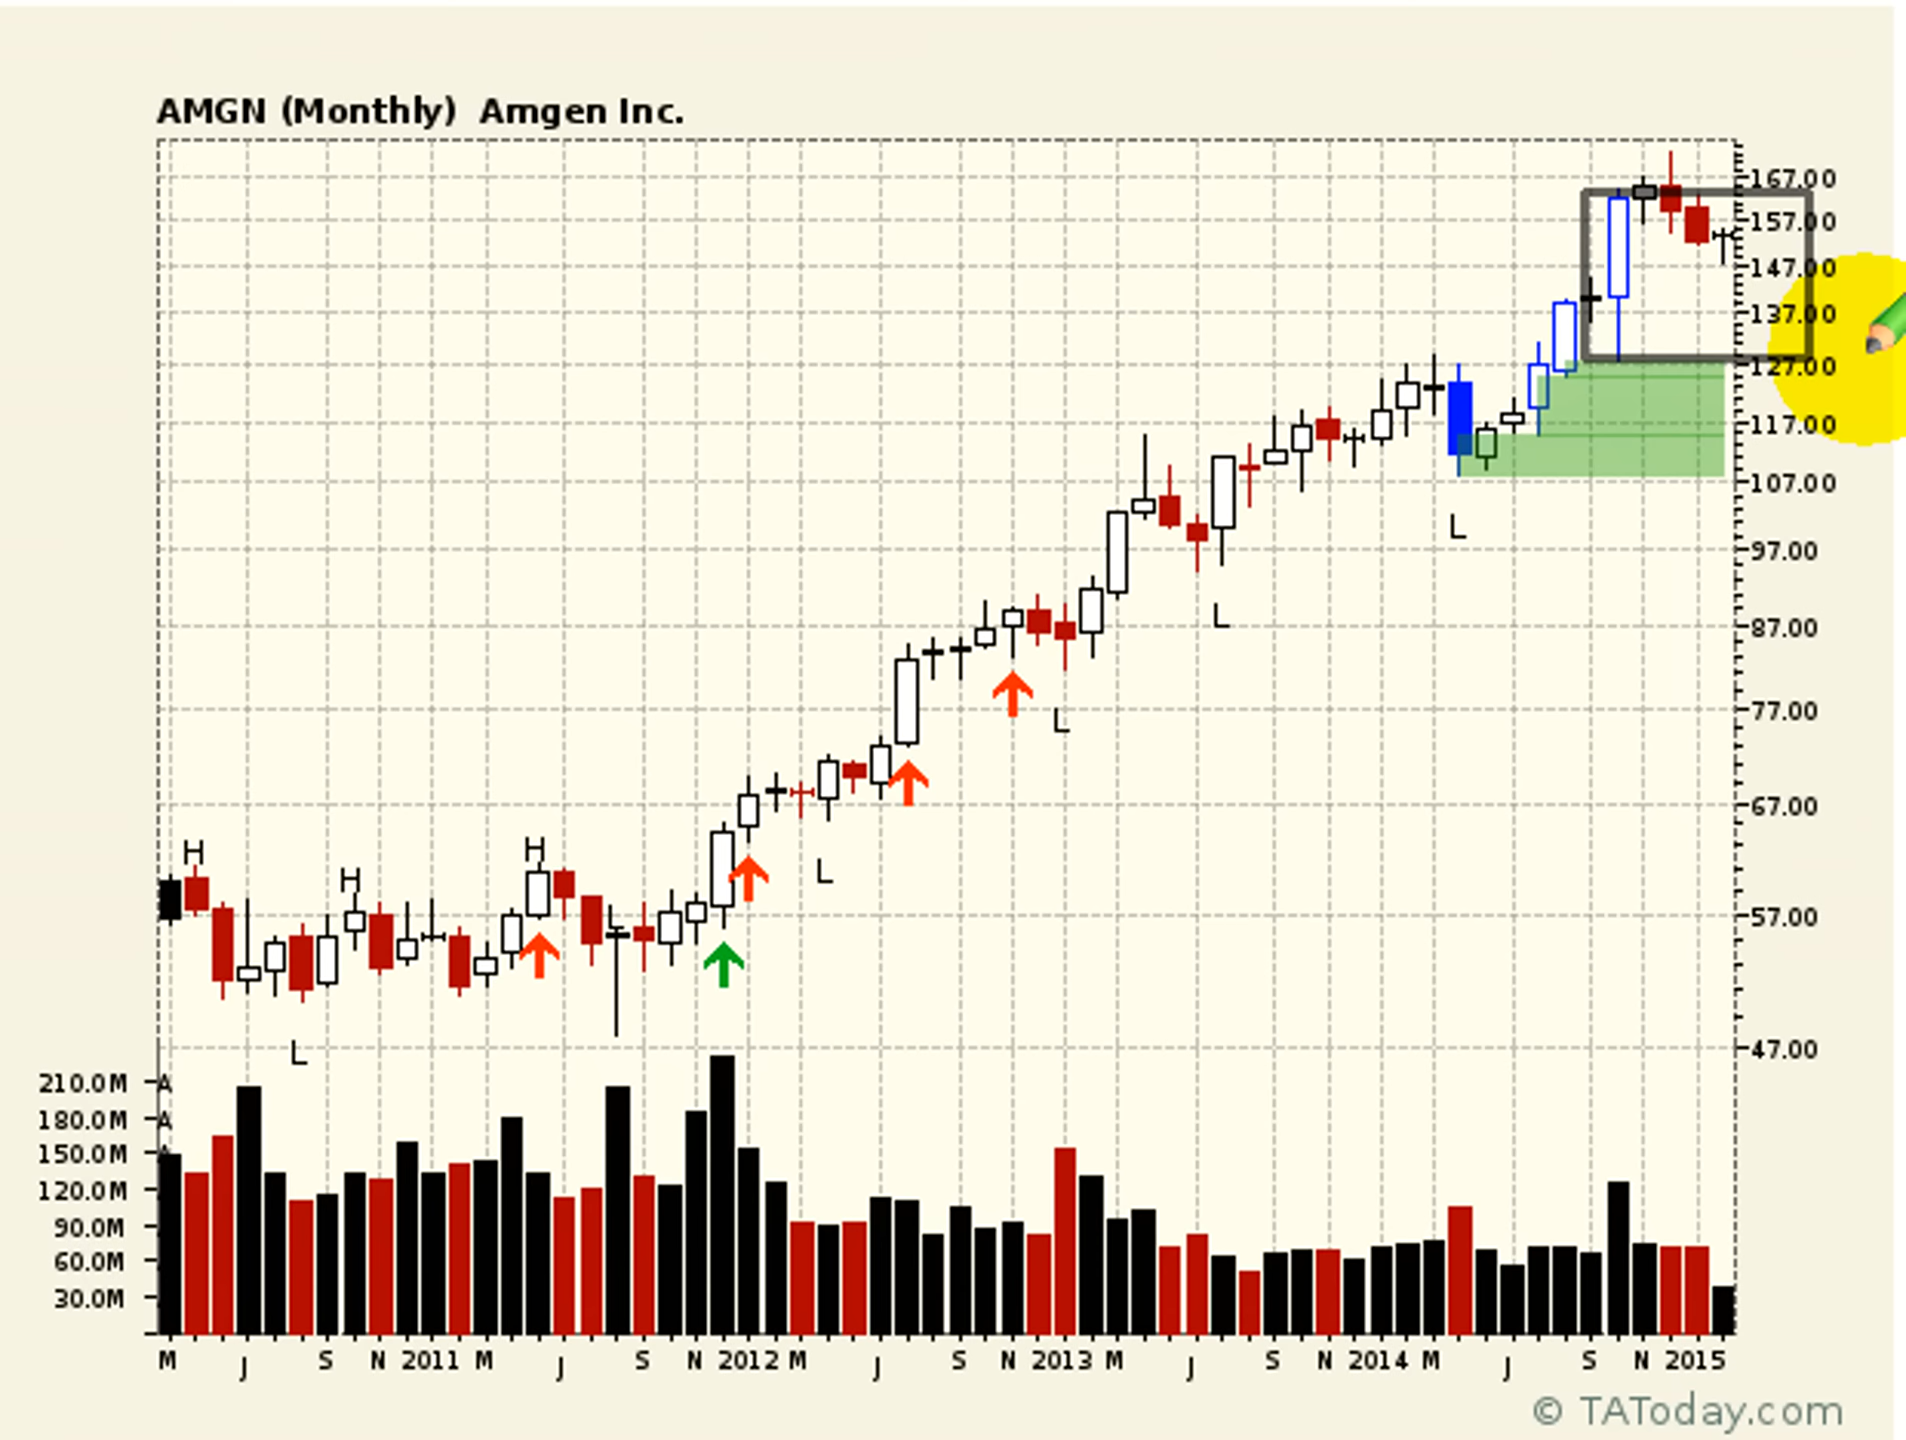 AMGN (Monthly)  Amgen Inc.
167.00
157.00
147.00
137.00
127.00
117.00
107.00
97.00
87.00
77.00
67.00
57.00
47.00
H
H
H
L
L
L
L
L
L
L
210.0M
180.0M
150.0M
120.0M
90.0M
60.0M
30.0M
A
A
A
M J S N 2011 M J S N 2012 M J S N 2013 M J S N 2014 M J S N 2015
© TAToday.com